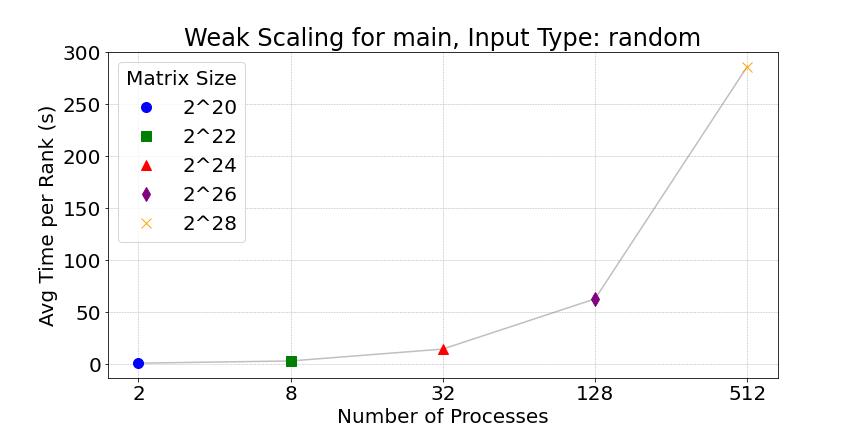 Weak Scaling for main, Input Type: random
Matrix Size
2^20
2^22
2^24
2^26
2^28
Avg Time per Rank (s)
300
250
200
150
100
50
0
2 8 32 128 512
Number of Processes